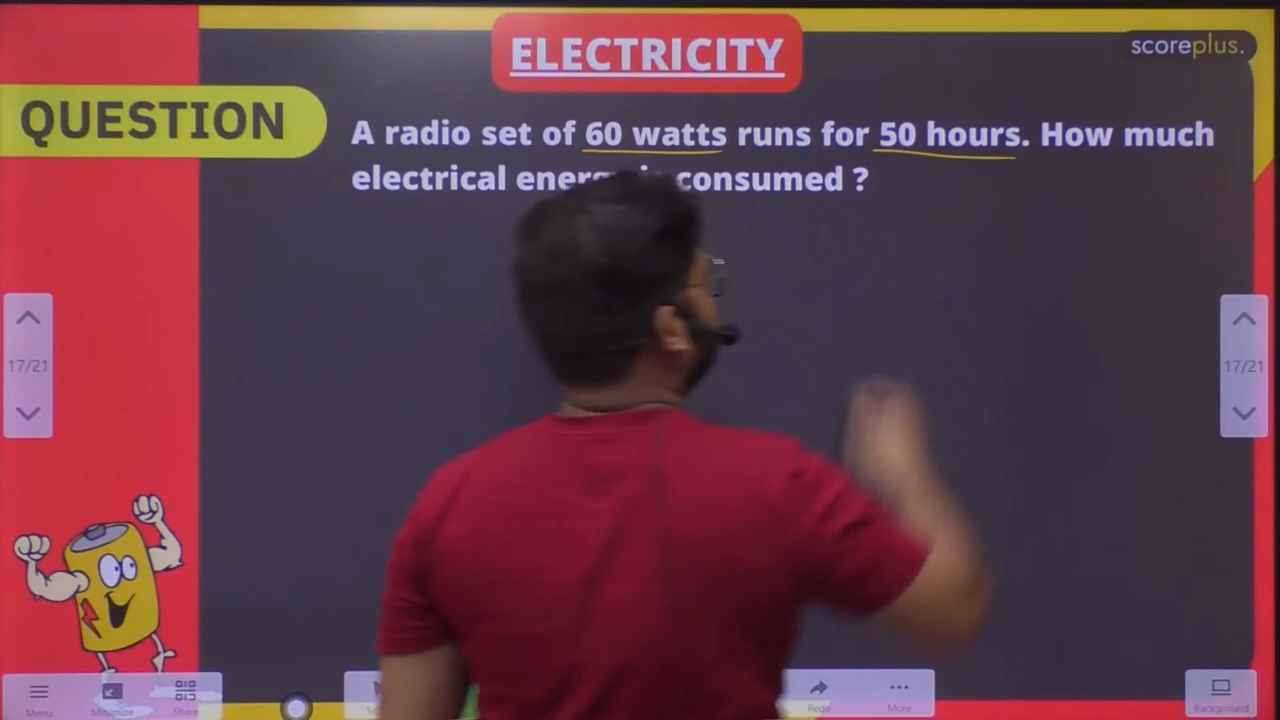 ELECTRICITY
scoreplus.
QUESTION
A radio set of 60 watts runs for 50 hours. How much
electrical consumed ?
17/21
17/21
Menu
Minimize
Share
Redo
More
Background